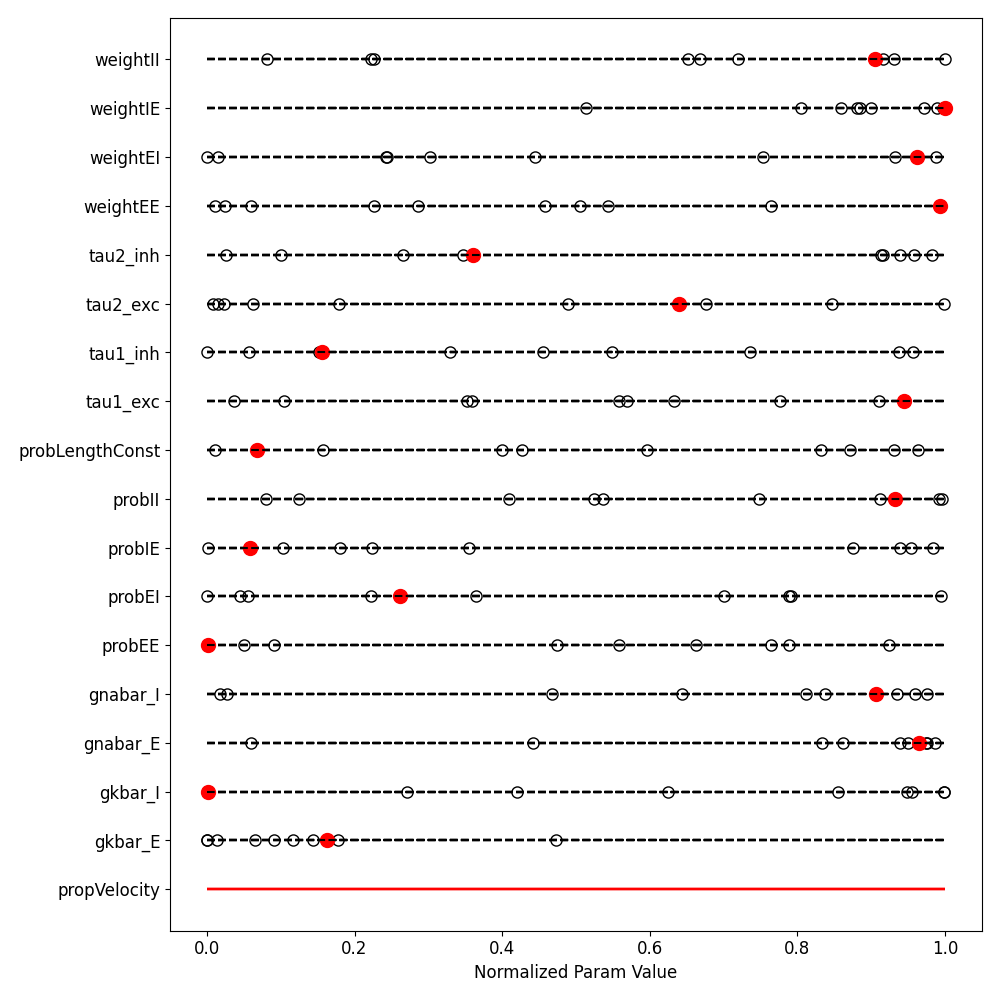 weightII
weightIE
weightEI
weightEE
tau2_inh
tau2_exc
tau1_inh
tau1_exc
probLengthConst
probII
probIE
probEI
probEE
gnabar_I
gnabar_E
gkbar_I
gkbar_E
propVelocity
0.0 0.2 0.4 0.6 0.8 1.0
Normalized Param Value